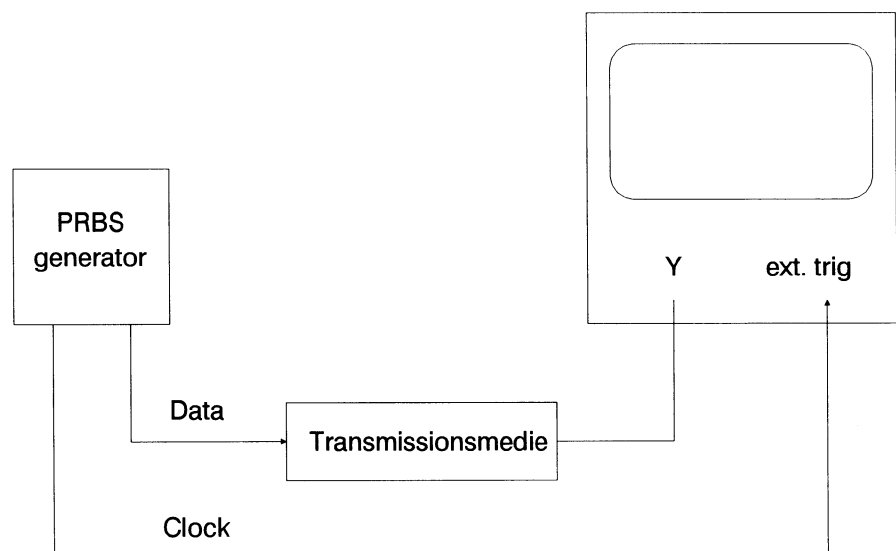 PRBS
generator
Y
ext. trig
Data
Transmissionsmedie
Clock